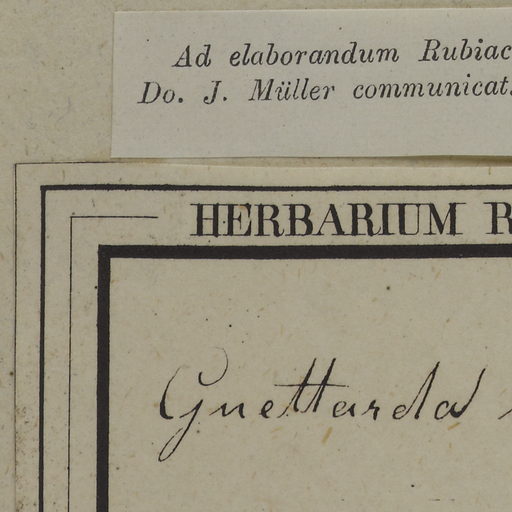 Ad elaborandum Rubiac
Do. J. Müller communicat.
HERBARIUM R
Guettarda